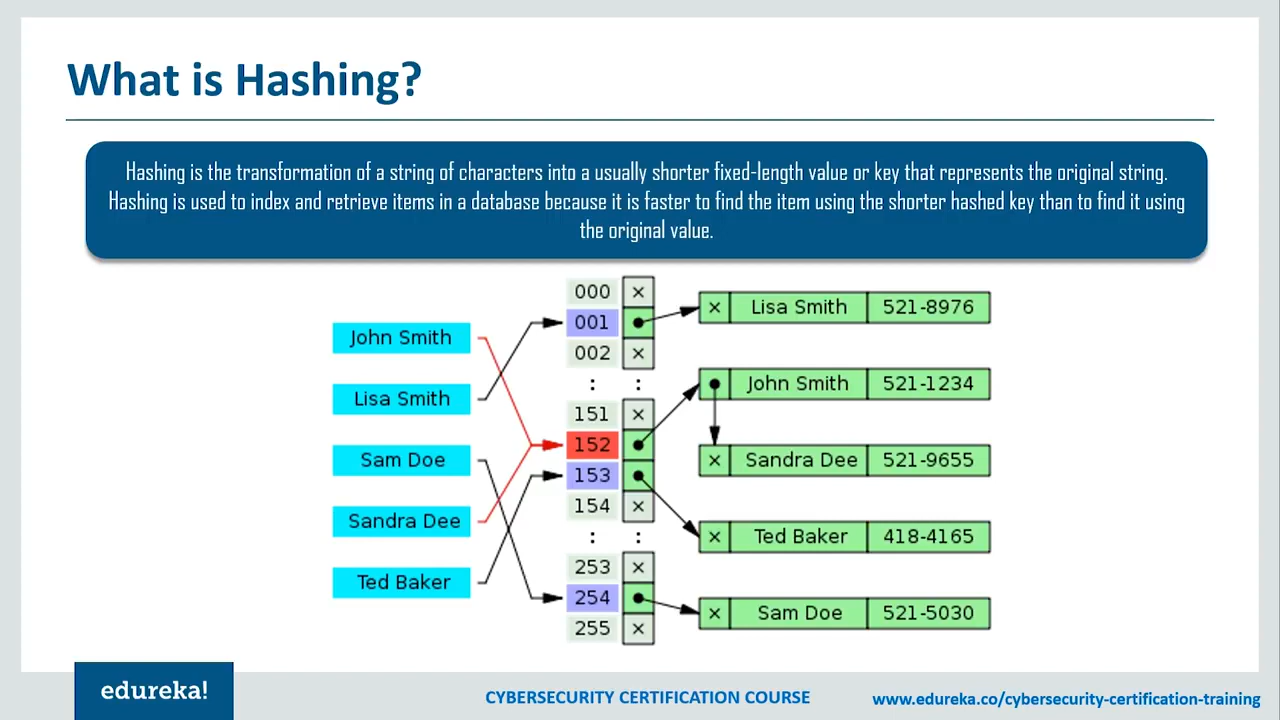 What is Hashing?
Hashing is the transformation of a string of characters into a usually shorter fixed-length value or key that represents the original string.
Hashing is used to index and retrieve items in a database because it is faster to find the item using the shorter hashed key than to find it using
the original value.
John Smith
Lisa Smith
Sam Doe
Sandra Dee
Ted Baker
000 ×
001
002 ×
: :
151 ×
152
153
154 ×
: :
253 ×
254
255 ×
× Lisa Smith 521-8976
John Smith 521-1234
× Sandra Dee 521-9655
× Ted Baker 418-4165
× Sam Doe 521-5030
edureka!
CYBERSECURITY CERTIFICATION COURSE
www.edureka.co/cybersecurity-certification-training